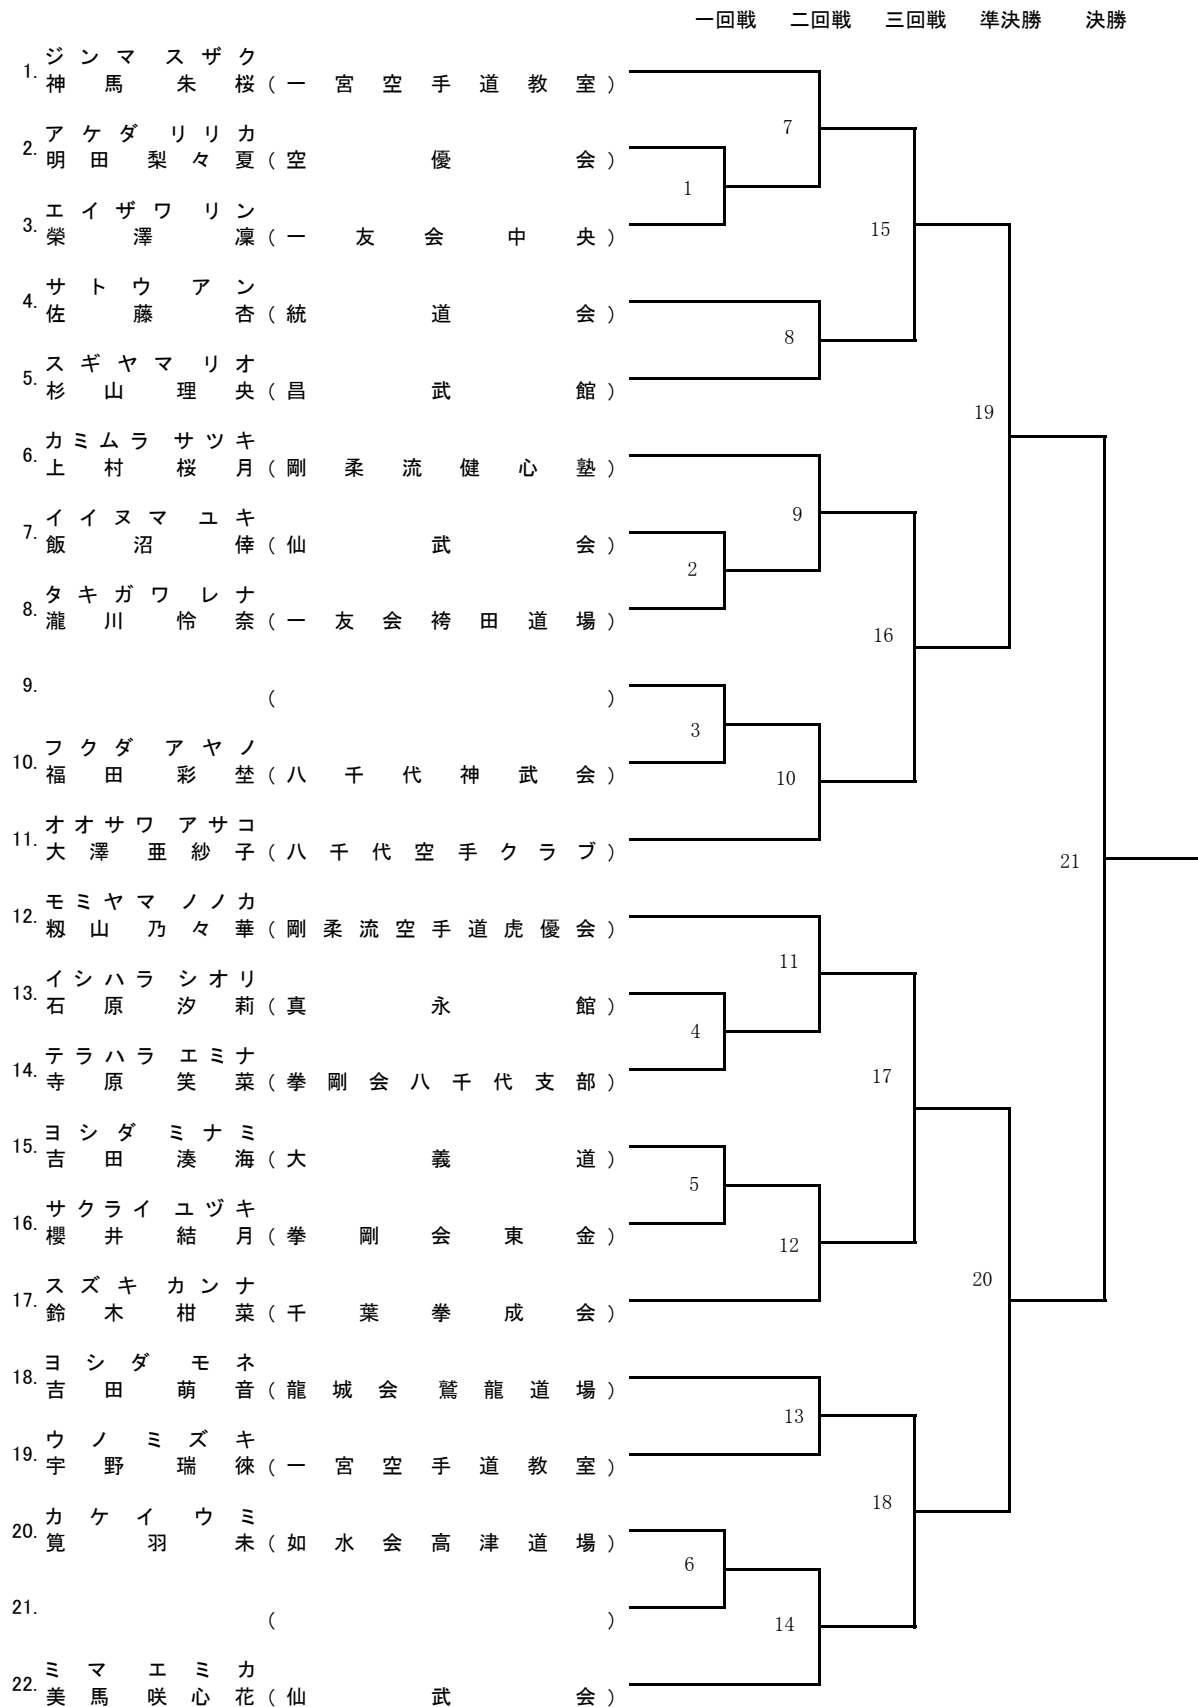 一回戦 二回戦 三回戦 準決勝 決勝
ジンマ スザク
1. 神馬朱桜 (一宮空手道教室)
7
アケダ リリカ
2. 明田梨々夏 (空優会)
1
エイザワ リン
3. 榮澤凜 (一友会中央)
15
サトウ アン
4. 佐藤杏 (統道会)
8
スギヤマ リオ
5. 杉山理央 (昌武館)
19
カミムラ サツキ
6. 上村桜月 (剛柔流健心塾)
9
イイヌマ ユキ
7. 飯沼倖 (仙武会)
2
タキガワ レナ
8. 瀧川怜奈 (一友会袴田道場)
16
9. ( )
3
フクダ アヤノ
10. 福田彩埜 (八千代神武会)
10
オオサワ アサコ
11. 大澤亜紗子 (八千代空手クラブ)
21
モミヤマ ノノカ
12. 籾山乃々華 (剛柔流空手道虎優会)
11
イシハラ シオリ
13. 石原汐莉 (真永館)
4
テラハラ エミナ
14. 寺原笑菜 (拳剛会八千代支部)
17
ヨシダ ミナミ
15. 吉田湊海 (大義道)
5
サクライ ユヅキ
16. 櫻井結月 (拳剛会東金)
12
スズキ カンナ
17. 鈴木柑菜 (千葉拳成会)
20
ヨシダ モネ
18. 吉田萌音 (龍城会 鷲龍道場)
13
ウノ ミズキ
19. 宇野瑞徠 (一宮空手道教室)
18
カケイ ウミ
20. 筧羽未 (如水会高津道場)
6
21. ( )
14
ミマ エミカ
22. 美馬咲心花 (仙武会)